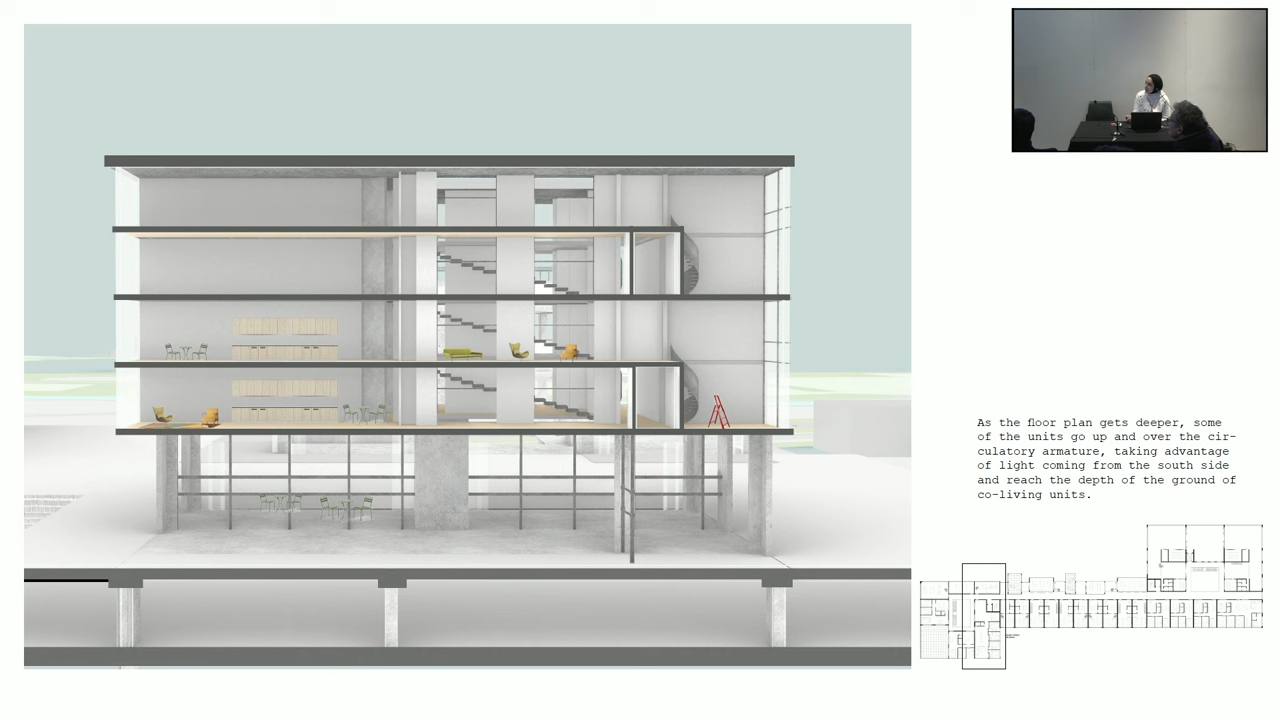 As the floor plan gets deeper, some
of the units go up and over the cir-
culatory armature, taking advantage
of light coming from the south side
and reach the depth of the ground of
co-living units.